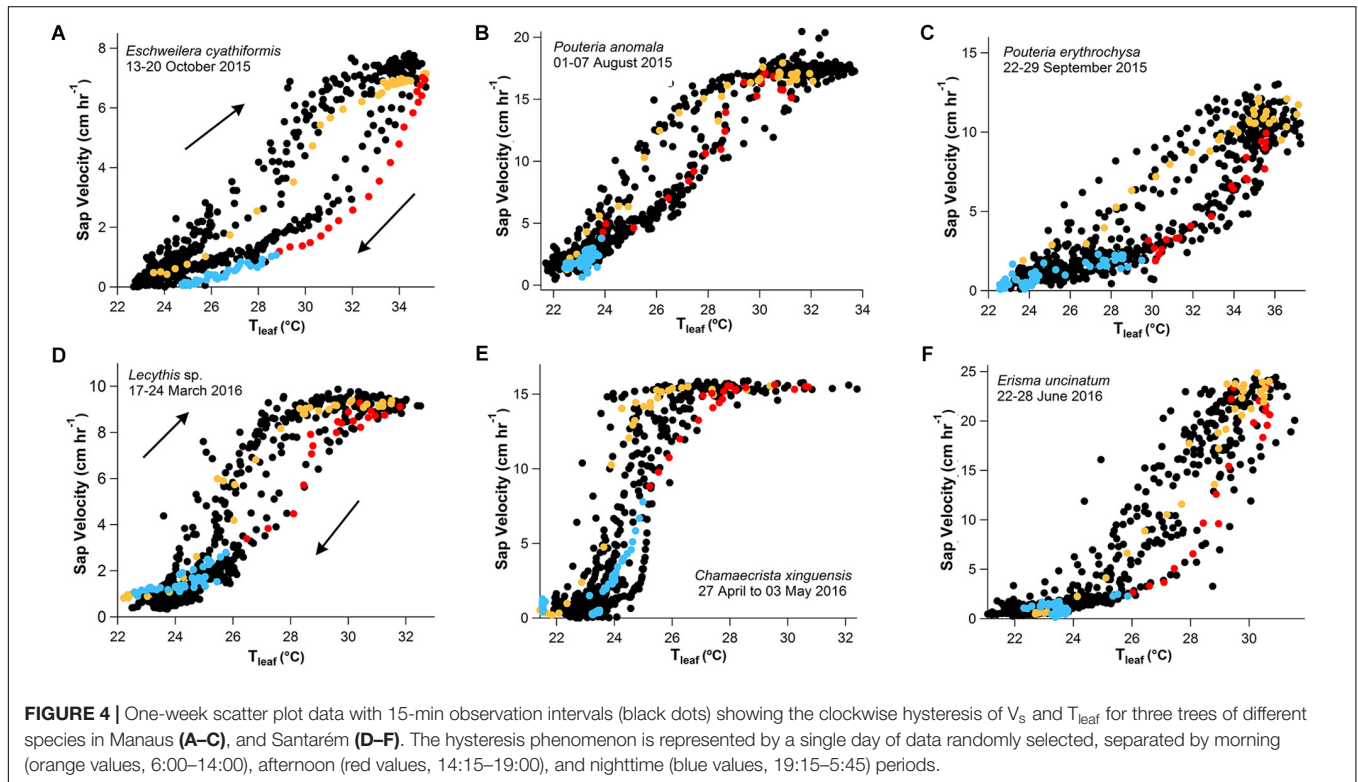 A
Eschweilera cyathiformis
13-20 October 2015
Sap Velocity (cm hr⁻¹)
8
6
4
2
0
22 24 26 28 30 32 34
T_leaf (°C)
B
Pouteria anomala
01-07 August 2015
Sap Velocity (cm hr⁻¹)
20
15
10
5
0
22 24 26 28 30 32 34
T_leaf (ºC)
C
Pouteria erythrochysa
22-29 September 2015
Sap Velocity (cm hr⁻¹)
15
10
5
0
22 24 26 28 30 32 34 36
T_leaf (°C)
D
Lecythis sp.
17-24 March 2016
Sap Velocity (cm hr⁻¹)
10
8
6
4
2
0
22 24 26 28 30 32
T_leaf (°C)
E
Sap Velocity (cm hr⁻¹)
15
10
5
0
Chamaecrista xinguensis
27 April to 03 May 2016
22 24 26 28 30 32
T_leaf (ºC)
F
Erisma uncinatum
22-28 June 2016
Sap Velocity (cm hr⁻¹)
25
20
15
10
5
0
22 24 26 28 30
T_leaf (°C)
FIGURE 4 | One-week scatter plot data with 15-min observation intervals (black dots) showing the clockwise hysteresis of V_s and T_leaf for three trees of different
species in Manaus (A–C), and Santarém (D–F). The hysteresis phenomenon is represented by a single day of data randomly selected, separated by morning
(orange values, 6:00–14:00), afternoon (red values, 14:15–19:00), and nighttime (blue values, 19:15–5:45) periods.